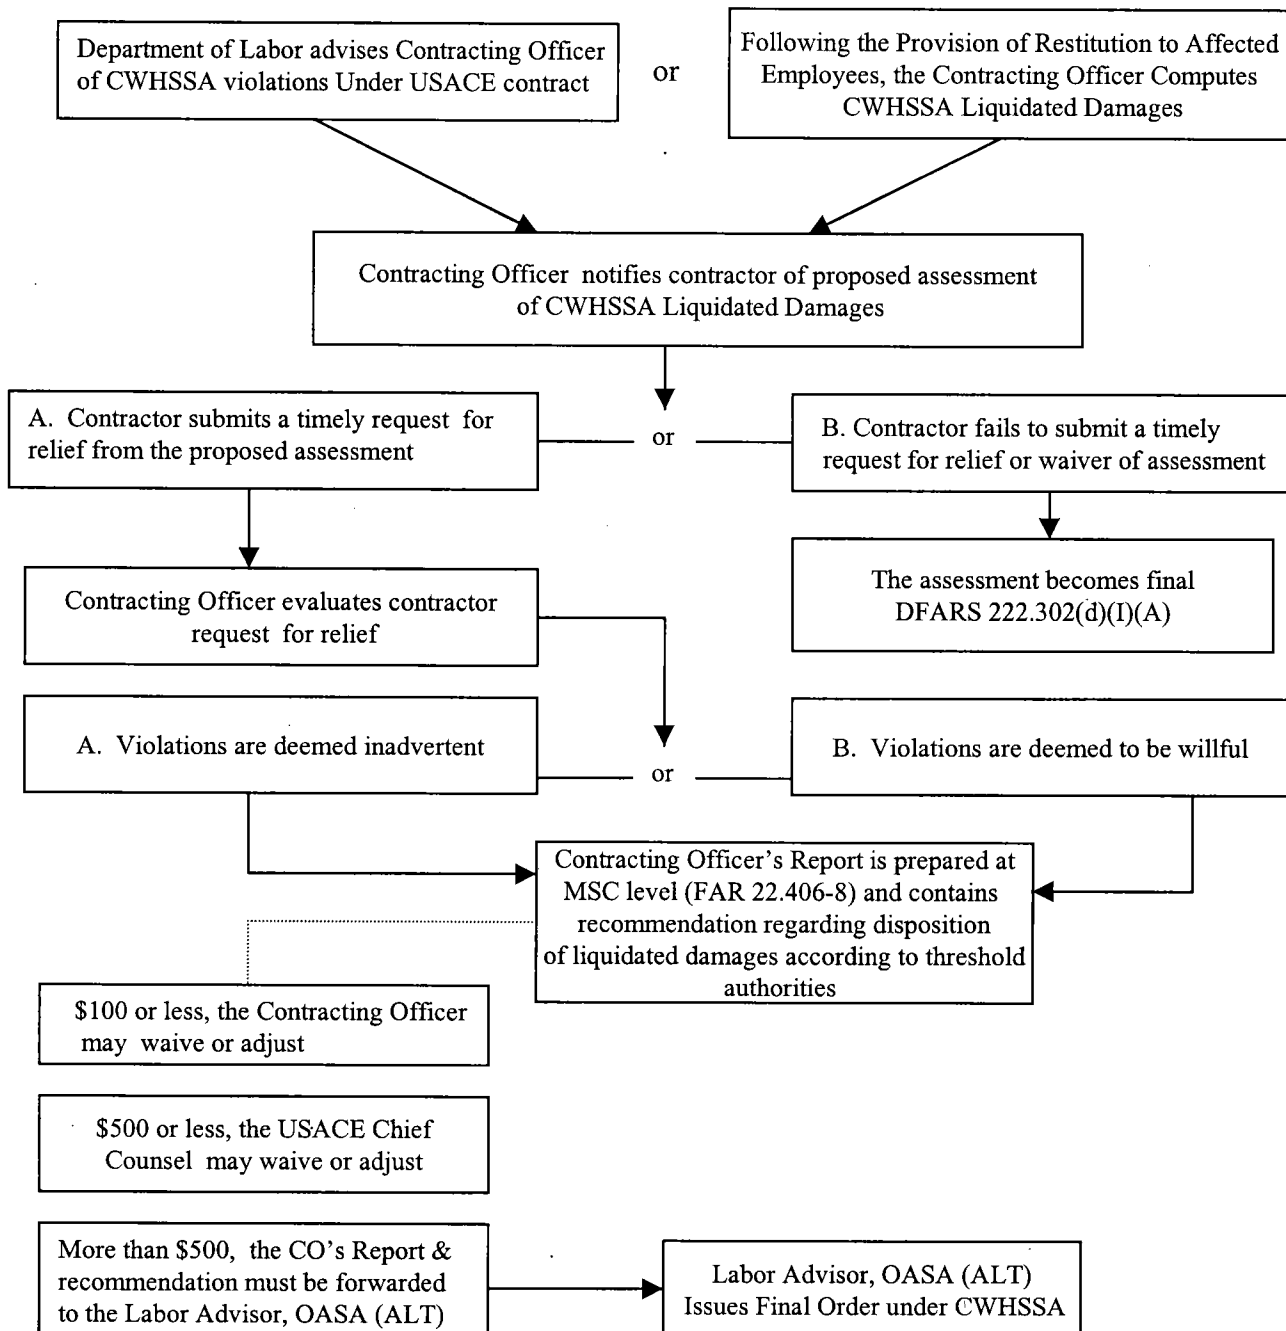 Department of Labor advises Contracting Officer
of CWHSSA violations Under USACE contract
or
Following the Provision of Restitution to Affected
Employees, the Contracting Officer Computes
CWHSSA Liquidated Damages
Contracting Officer notifies contractor of proposed assessment
of CWHSSA Liquidated Damages
A. Contractor submits a timely request for
relief from the proposed assessment
or
B. Contractor fails to submit a timely
request for relief or waiver of assessment
Contracting Officer evaluates contractor
request for relief
The assessment becomes final
DFARS 222.302(d)(I)(A)
A. Violations are deemed inadvertent
or
B. Violations are deemed to be willful
Contracting Officer's Report is prepared at
MSC level (FAR 22.406-8) and contains
recommendation regarding disposition
of liquidated damages according to threshold
authorities
$100 or less, the Contracting Officer
may waive or adjust
$500 or less, the USACE Chief
Counsel may waive or adjust
More than $500, the CO's Report &
recommendation must be forwarded
to the Labor Advisor, OASA (ALT)
Labor Advisor, OASA (ALT)
Issues Final Order under CWHSSA